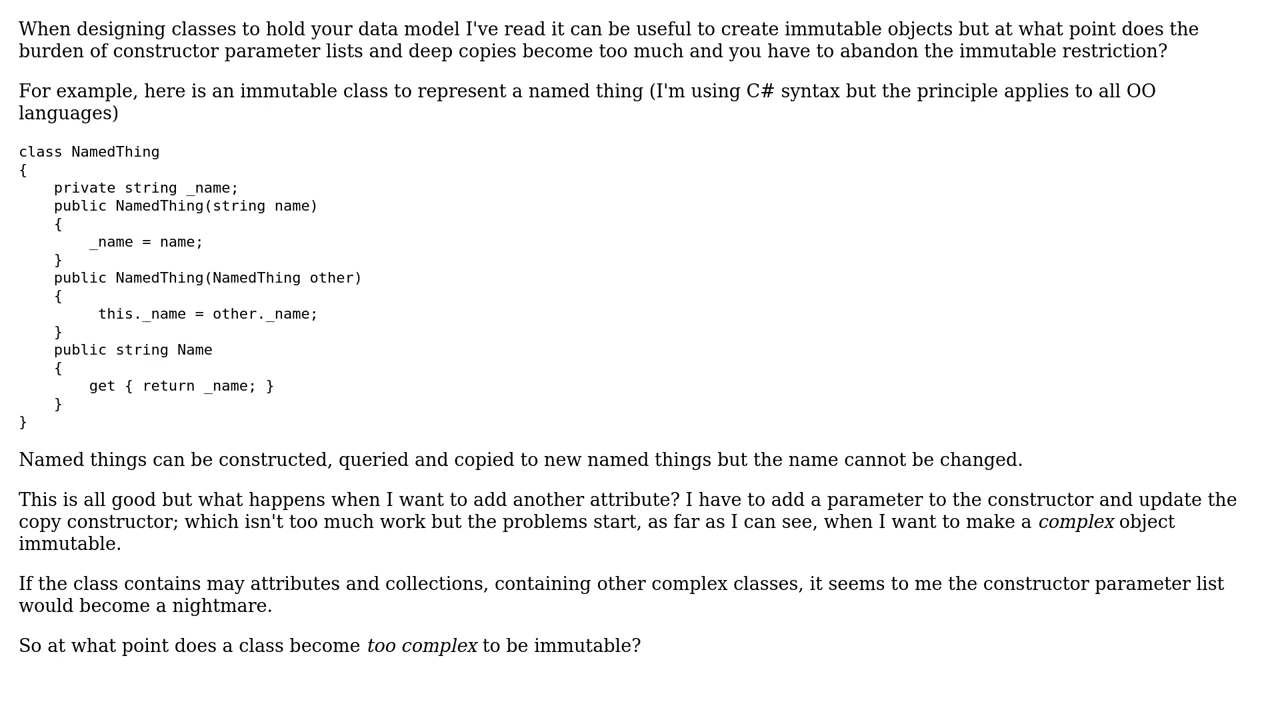 When designing classes to hold your data model I've read it can be useful to create immutable objects but at what point does the
burden of constructor parameter lists and deep copies become too much and you have to abandon the immutable restriction?
For example, here is an immutable class to represent a named thing (I'm using C# syntax but the principle applies to all OO
languages)
class NamedThing
{
    private string _name;
    public NamedThing(string name)
    {
        _name = name;
    }
    public NamedThing(NamedThing other)
    {
         this._name = other._name;
    }
    public string Name
    {
        get { return _name; }
    }
}
Named things can be constructed, queried and copied to new named things but the name cannot be changed.
This is all good but what happens when I want to add another attribute? I have to add a parameter to the constructor and update the
copy constructor; which isn't too much work but the problems start, as far as I can see, when I want to make a complex object
immutable.
If the class contains may attributes and collections, containing other complex classes, it seems to me the constructor parameter list
would become a nightmare.
So at what point does a class become too complex to be immutable?